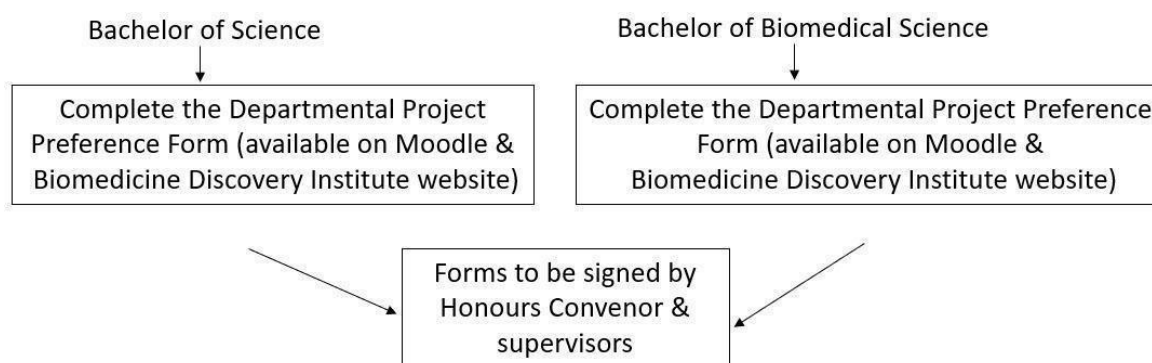 Bachelor of Science
Complete the Departmental Project
Preference Form (available on Moodle &
Biomedicine Discovery Institute website)
Bachelor of Biomedical Science
Complete the Departmental Project Preference
Form (available on Moodle &
Biomedicine Discovery Institute website)
Forms to be signed by
Honours Convenor &
supervisors